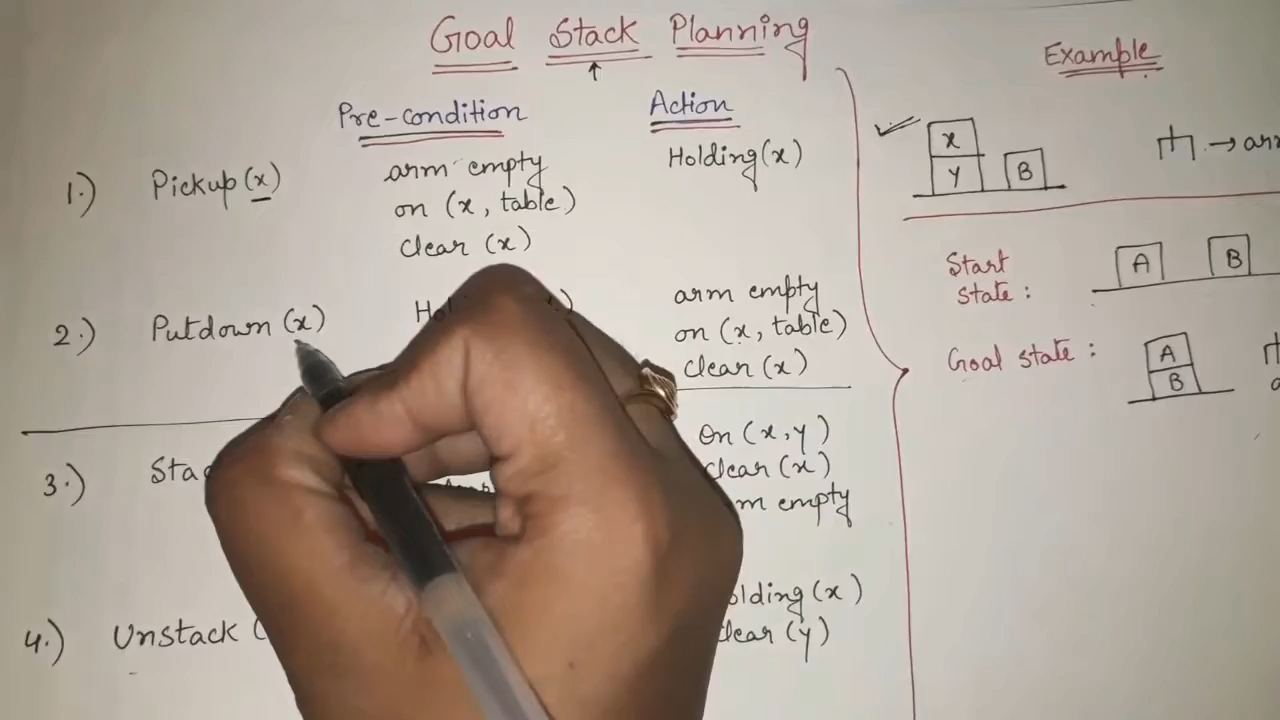 Goal Stack Planning
Pre-condition Action
1.) Pickup (x) arm empty Holding (x)
on (x, table)
clear (x)
2.) Putdown (x) arm empty
on (x, table)
clear (x)
3.) On (x, y)
clear (x)
empty
4.) Unstack (x)
clear (y)
Example
x
y B
Start A B
state :
Goal state : A
B